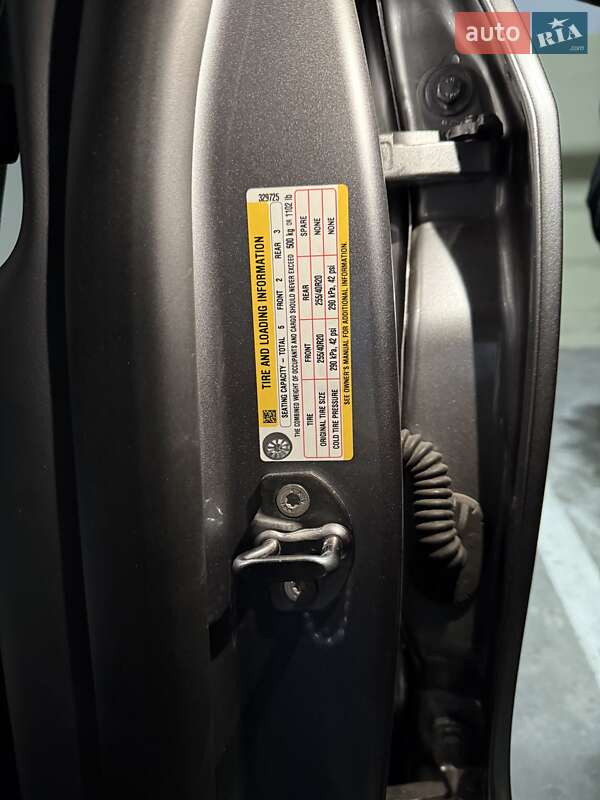 auto RIA.com
329725
TIRE AND LOADING INFORMATION
SEATING CAPACITY – TOTAL 5 FRONT 2 REAR 3
THE COMBINED WEIGHT OF OCCUPANTS AND CARGO SHOULD NEVER EXCEED 500 kg OR 1102 lb
TIRE FRONT REAR SPARE
ORIGINAL TIRE SIZE 255/40R20 255/40R20 NONE
COLD TIRE PRESSURE 290 kPa, 42 psi 290 kPa, 42 psi NONE
SEE OWNER'S MANUAL FOR ADDITIONAL INFORMATION.